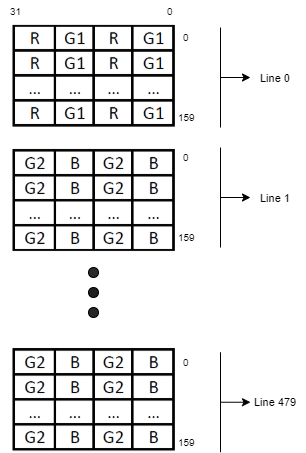 31 0
R G1 R G1 0
R G1 R G1
... ... ... ...
R G1 R G1 159
Line 0
G2 B G2 B 0
G2 B G2 B
... ... ... ...
G2 B G2 B 159
Line 1
G2 B G2 B 0
G2 B G2 B
... ... ... ...
G2 B G2 B 159
Line 479